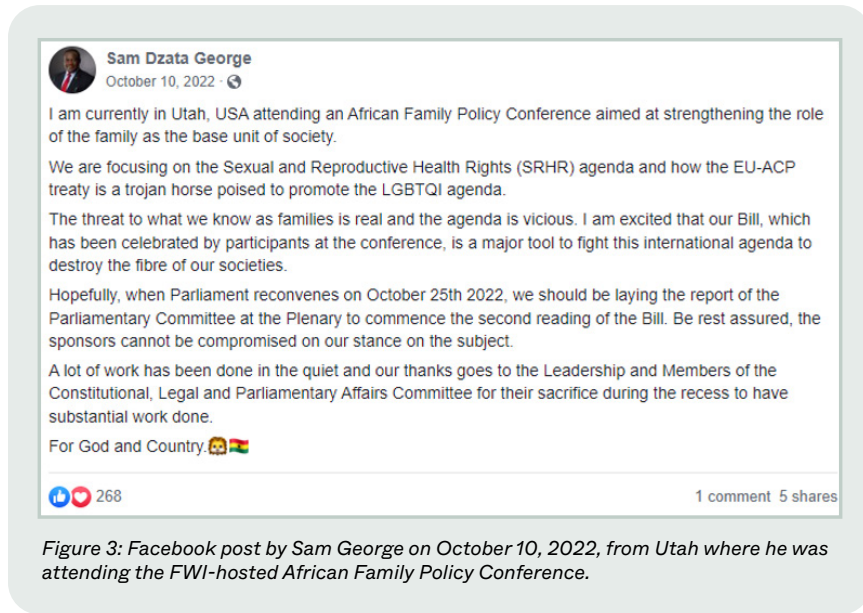 Sam Dzata George
October 10, 2022 ·
I am currently in Utah, USA attending an African Family Policy Conference aimed at strengthening the role
of the family as the base unit of society.
We are focusing on the Sexual and Reproductive Health Rights (SRHR) agenda and how the EU-ACP
treaty is a trojan horse poised to promote the LGBTQI agenda.
The threat to what we know as families is real and the agenda is vicious. I am excited that our Bill, which
has been celebrated by participants at the conference, is a major tool to fight this international agenda to
destroy the fibre of our societies.
Hopefully, when Parliament reconvenes on October 25th 2022, we should be laying the report of the
Parliamentary Committee at the Plenary to commence the second reading of the Bill. Be rest assured, the
sponsors cannot be compromised on our stance on the subject.
A lot of work has been done in the quiet and our thanks goes to the Leadership and Members of the
Constitutional, Legal and Parliamentary Affairs Committee for their sacrifice during the recess to have
substantial work done.
For God and Country.🦁🇬🇭
268
1 comment 5 shares
Figure 3: Facebook post by Sam George on October 10, 2022, from Utah where he was
attending the FWI-hosted African Family Policy Conference.